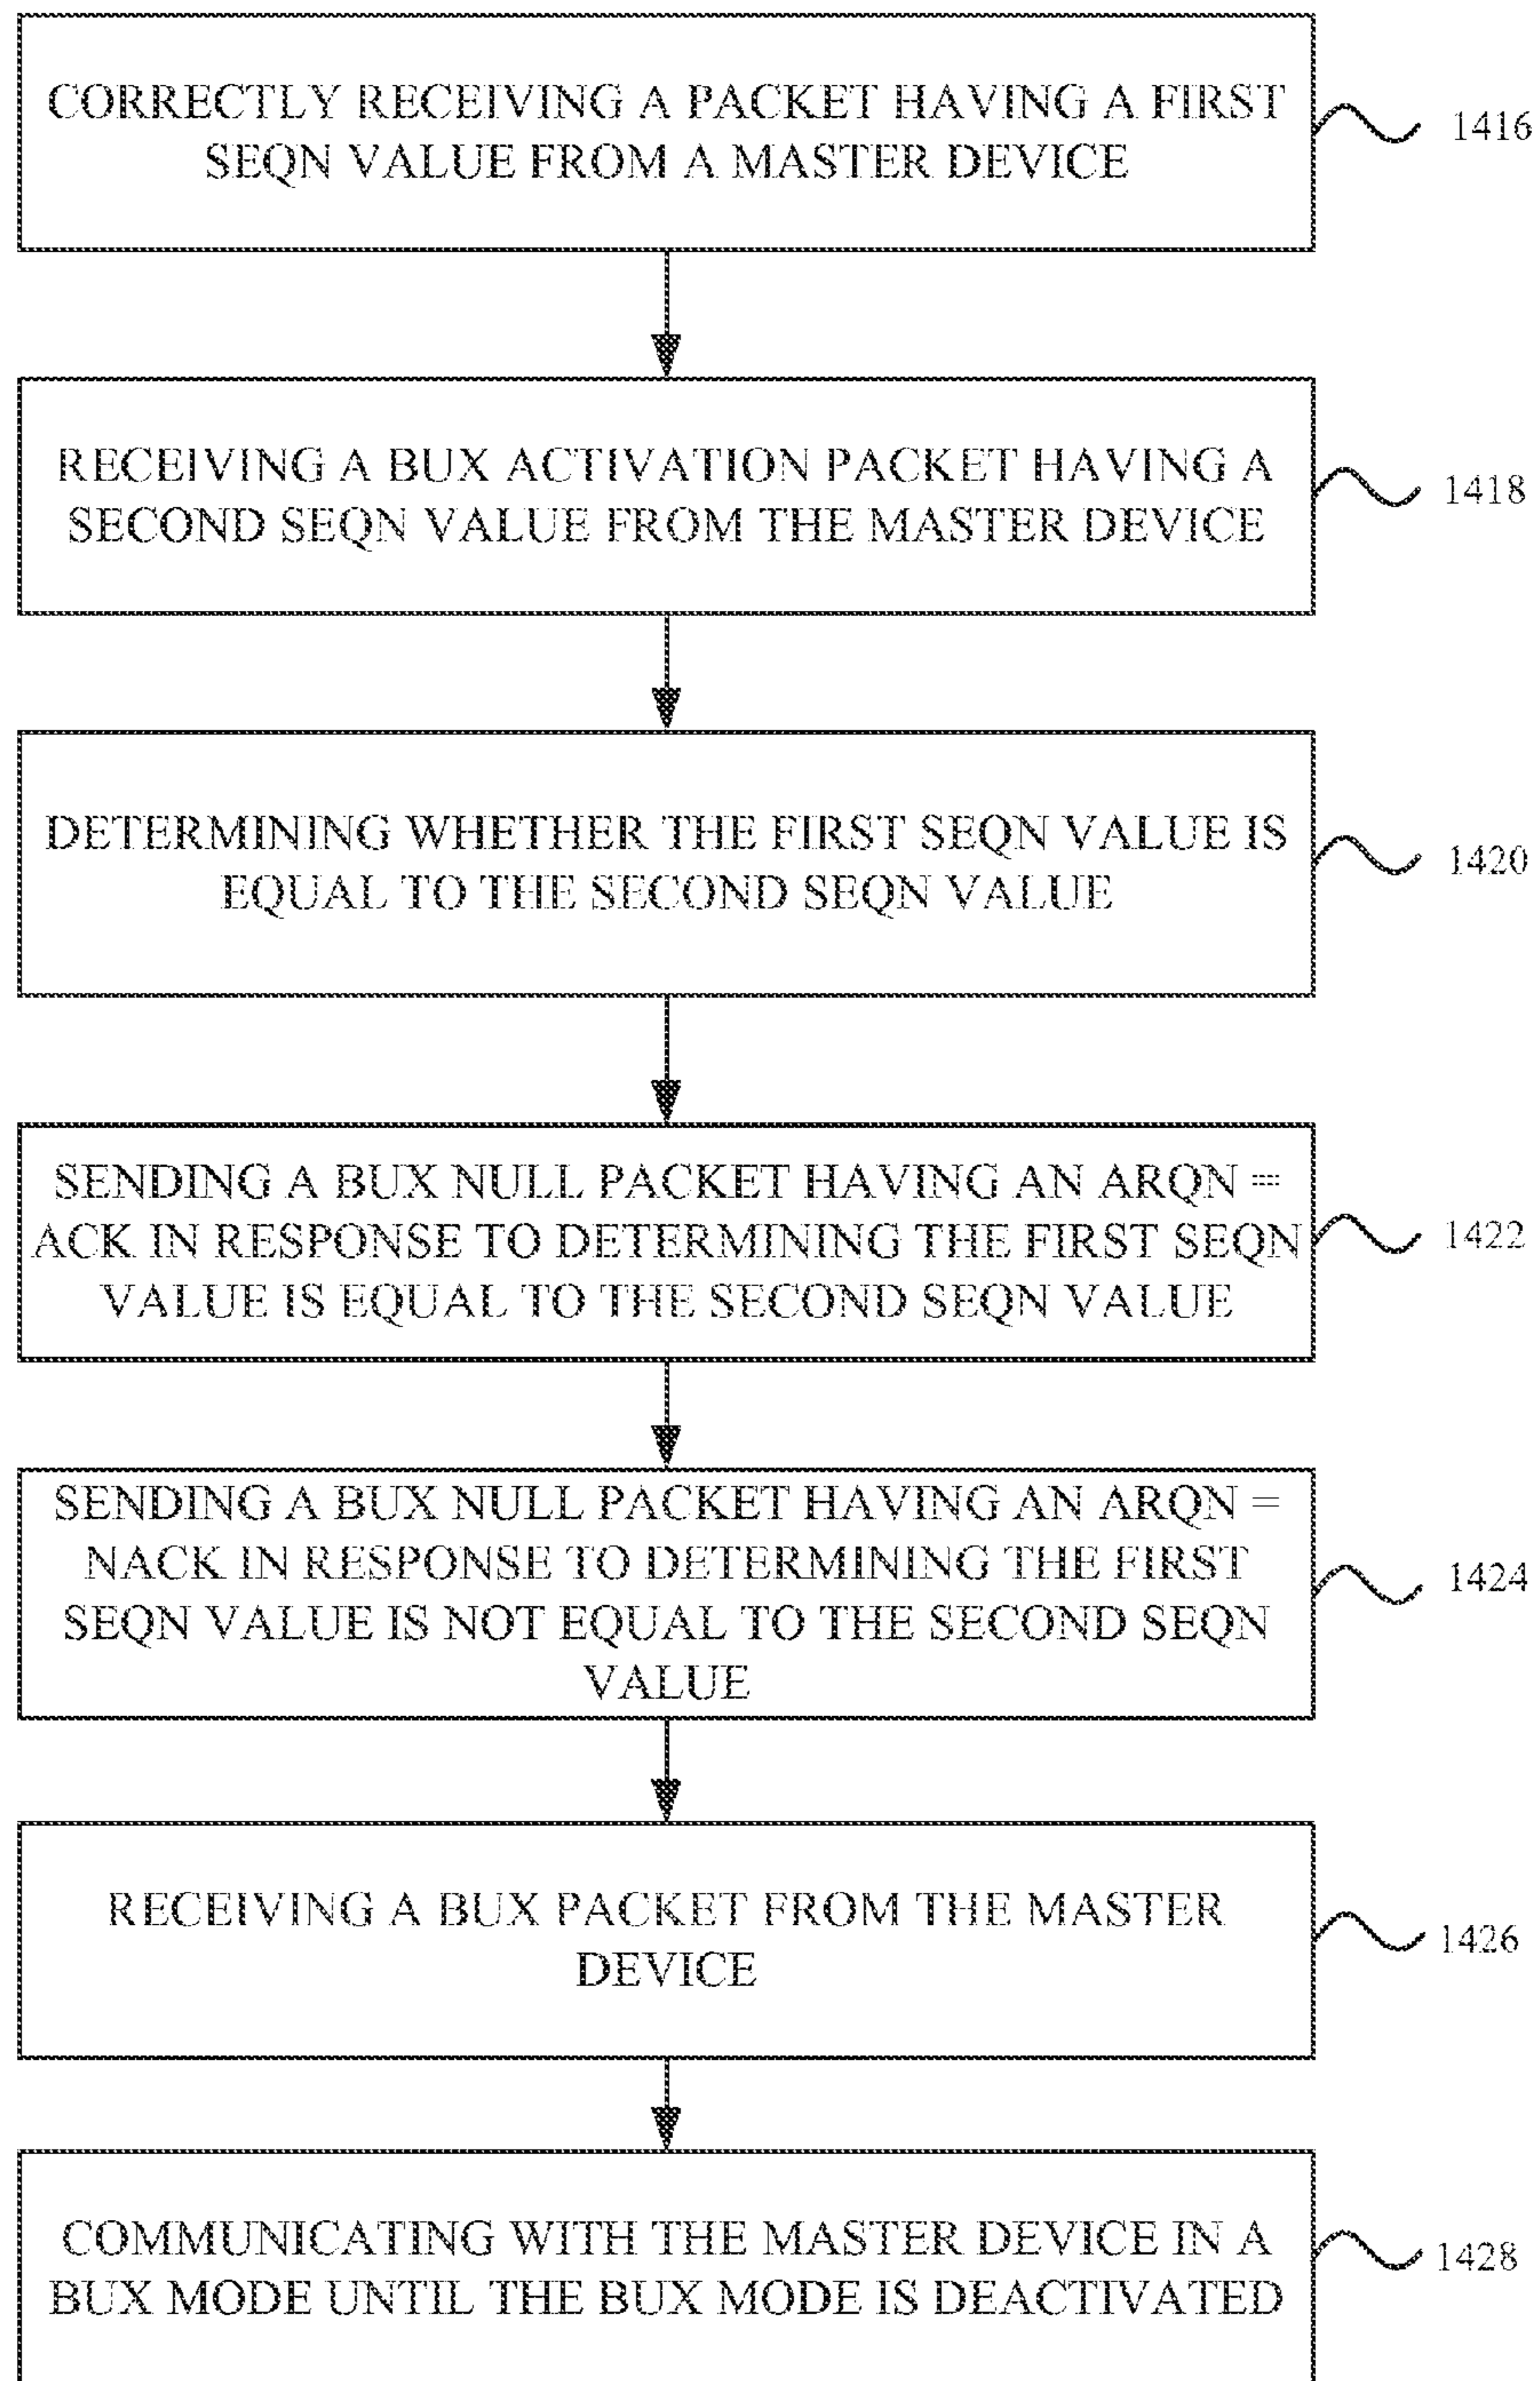 CORRECTLY RECEIVING A PACKET HAVING A FIRST
SEQN VALUE FROM A MASTER DEVICE
1416
RECEIVING A BUX ACTIVATION PACKET HAVING A
SECOND SEQN VALUE FROM THE MASTER DEVICE
1418
DETERMINING WHETHER THE FIRST SEQN VALUE IS
EQUAL TO THE SECOND SEQN VALUE
1420
SENDING A BUX NULL PACKET HAVING AN ARQN =
ACK IN RESPONSE TO DETERMINING THE FIRST SEQN
VALUE IS EQUAL TO THE SECOND SEQN VALUE
1422
SENDING A BUX NULL PACKET HAVING AN ARQN =
NACK IN RESPONSE TO DETERMINING THE FIRST
SEQN VALUE IS NOT EQUAL TO THE SECOND SEQN
VALUE
1424
RECEIVING A BUX PACKET FROM THE MASTER
DEVICE
1426
COMMUNICATING WITH THE MASTER DEVICE IN A
BUX MODE UNTIL THE BUX MODE IS DEACTIVATED
1428